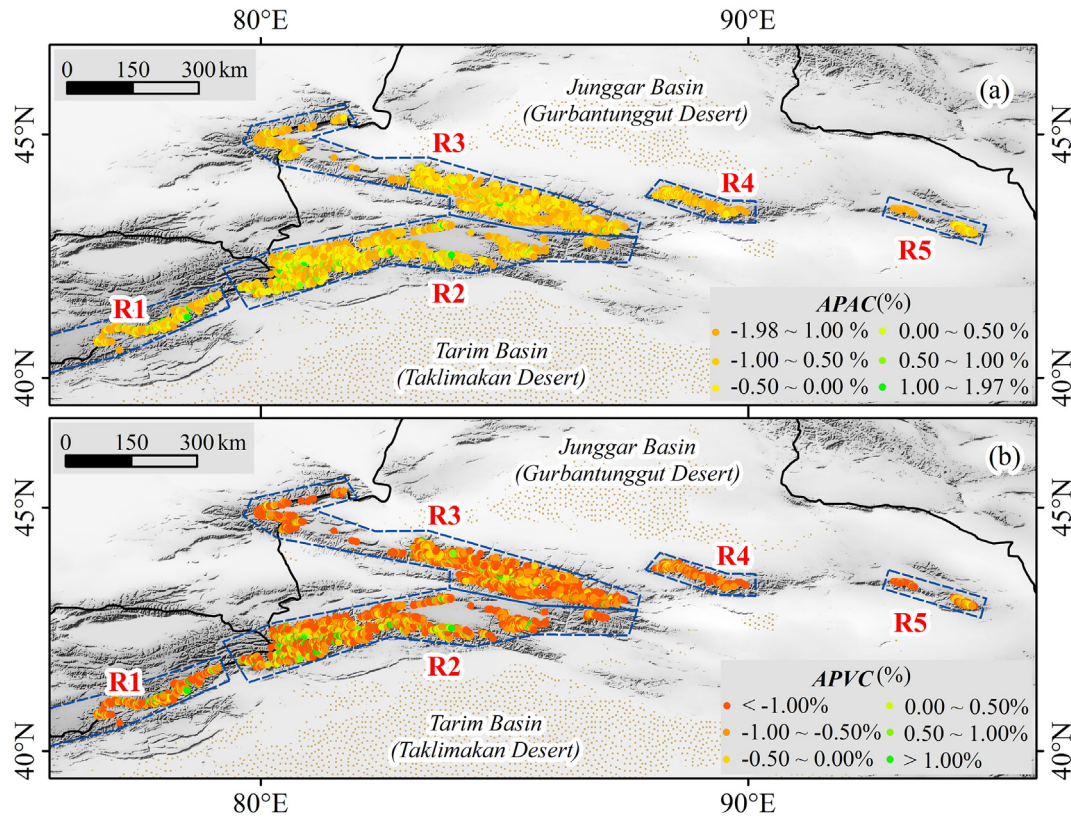 80°E
90°E
0 150 300 km
Junggar Basin
(Gurbantunggut Desert)
(a)
45°N
45°N
R3
R4
R5
R1
R2
Tarim Basin
(Taklimakan Desert)
40°N
40°N
APAC (%)
-1.98 ~ 1.00 %
0.00 ~ 0.50 %
-1.00 ~ 0.50 %
0.50 ~ 1.00 %
-0.50 ~ 0.00 %
1.00 ~ 1.97 %
0 150 300 km
Junggar Basin
(Gurbantunggut Desert)
(b)
45°N
45°N
R3
R4
R5
R1
R2
Tarim Basin
(Taklimakan Desert)
40°N
40°N
APVC (%)
< -1.00%
0.00 ~ 0.50%
-1.00 ~ -0.50%
0.50 ~ 1.00%
-0.50 ~ 0.00%
> 1.00%
80°E
90°E